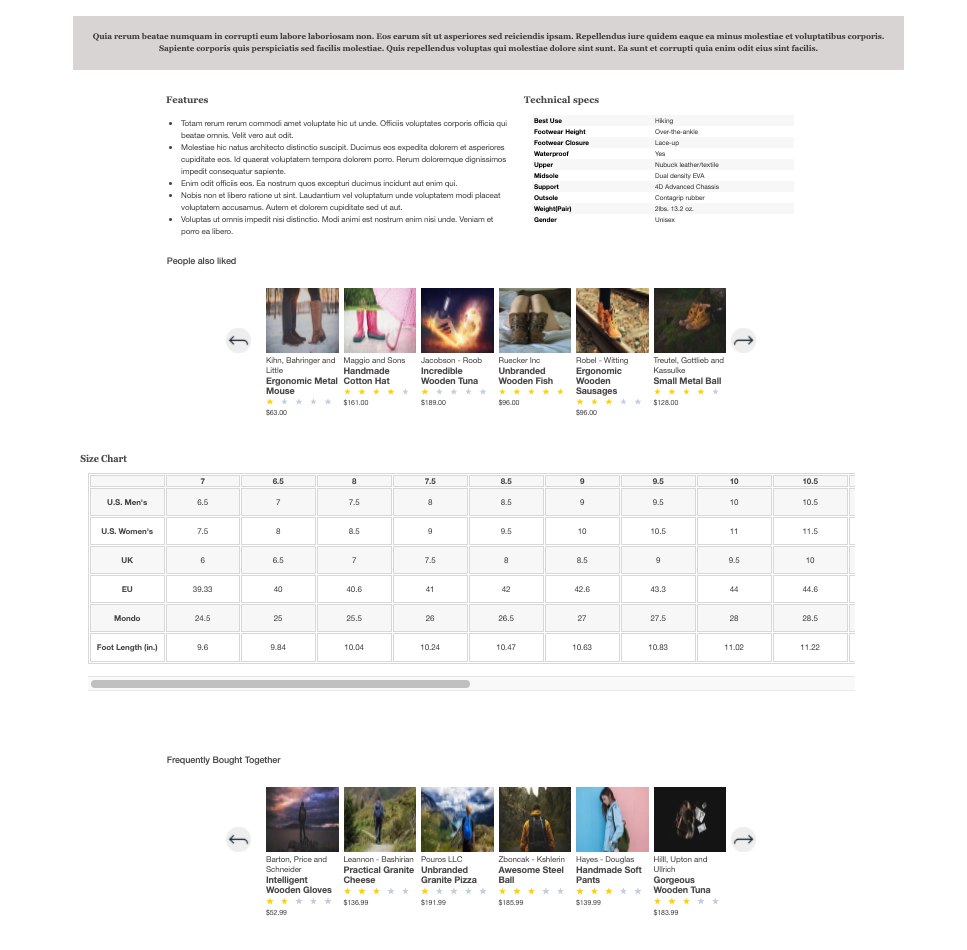 Quia rerum beatae numquam in corrupti eum labore laboriosam non. Eos earum sit ut asperiores sed reiciendis ipsam. Repellendus iure quidem eaque ea minus molestiae et voluptatibus corporis.
Sapiente corporis quis perspiciatis sed facilis molestiae. Quis repellendus voluptas qui molestiae dolore sint sunt. Ea sunt et corrupti quia enim odit eius sint facilis.
Features
Totam rerum rerum commodi amet voluptate hic ut unde. Officiis voluptates corporis officia qui
beatae omnis. Velit vero aut odit.
Molestiae hic natus architecto distinctio suscipit. Ducimus eos expedita dolorem et asperiores
cupiditate eos. Id quaerat voluptatem tempora dolorem porro. Rerum doloremque dignissimos
impedit consequatur sapiente.
Enim odit officiis eos. Ea nostrum quos excepturi ducimus incidunt aut enim qui.
Nobis non et libero ratione ut sint. Laudantium vel voluptatum unde voluptatem modi placeat
voluptatem accusamus. Autem et dolorem cupiditate sed ut aut.
Voluptas ut omnis impedit nisi distinctio. Modi animi est nostrum enim nisi unde. Veniam et
porro ea libero.
Technical specs
Best Use Hiking
Footwear Height Over-the-ankle
Footwear Closure Lace-up
Waterproof Yes
Upper Nubuck leather/textile
Midsole Dual density EVA
Support 4D Advanced Chassis
Outsole Contagrip rubber
Weight(Pair) 2lbs. 13.2 oz.
Gender Unisex
People also liked
Kihn, Bahringer and
Little
Ergonomic Metal
Mouse
$63.00
Maggio and Sons
Handmade
Cotton Hat
$161.00
Jacobson - Roob
Incredible
Wooden Tuna
$189.00
Ruecker Inc
Unbranded
Wooden Fish
$96.00
Robel - Witting
Ergonomic
Wooden
Sausages
$96.00
Treutel, Gottlieb and
Kassulke
Small Metal Ball
$128.00
Size Chart
7 6.5 8 7.5 8.5 9 9.5 10 10.5
U.S. Men's 6.5 7 7.5 8 8.5 9 9.5 10 10.5
U.S. Women's 7.5 8 8.5 9 9.5 10 10.5 11 11.5
UK 6 6.5 7 7.5 8 8.5 9 9.5 10
EU 39.33 40 40.6 41 42 42.6 43.3 44 44.6
Mondo 24.5 25 25.5 26 26.5 27 27.5 28 28.5
Foot Length (in.) 9.6 9.84 10.04 10.24 10.47 10.63 10.83 11.02 11.22
Frequently Bought Together
Barton, Price and
Schneider
Intelligent
Wooden Gloves
$52.99
Leannon - Bashirian
Practical Granite
Cheese
$136.99
Pouros LLC
Unbranded
Granite Pizza
$191.99
Zboncak - Kshlerin
Awesome Steel
Ball
$185.99
Hayes - Douglas
Handmade Soft
Pants
$139.99
Hilll, Upton and
Ullrich
Gorgeous
Wooden Tuna
$183.99